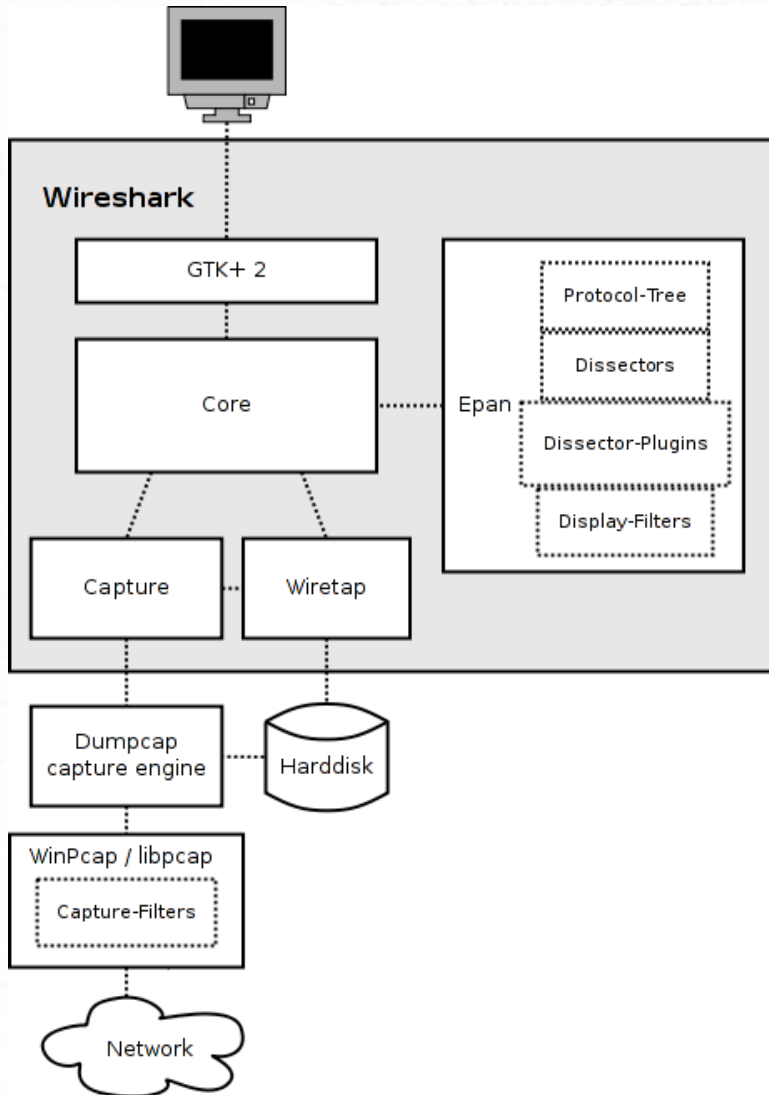 Wireshark
GTK+ 2
Core
Epan
Protocol-Tree
Dissectors
Dissector-Plugins
Display-Filters
Capture
Wiretap
Dumpcap
capture engine
Harddisk
WinPcap / libpcap
Capture-Filters
Network